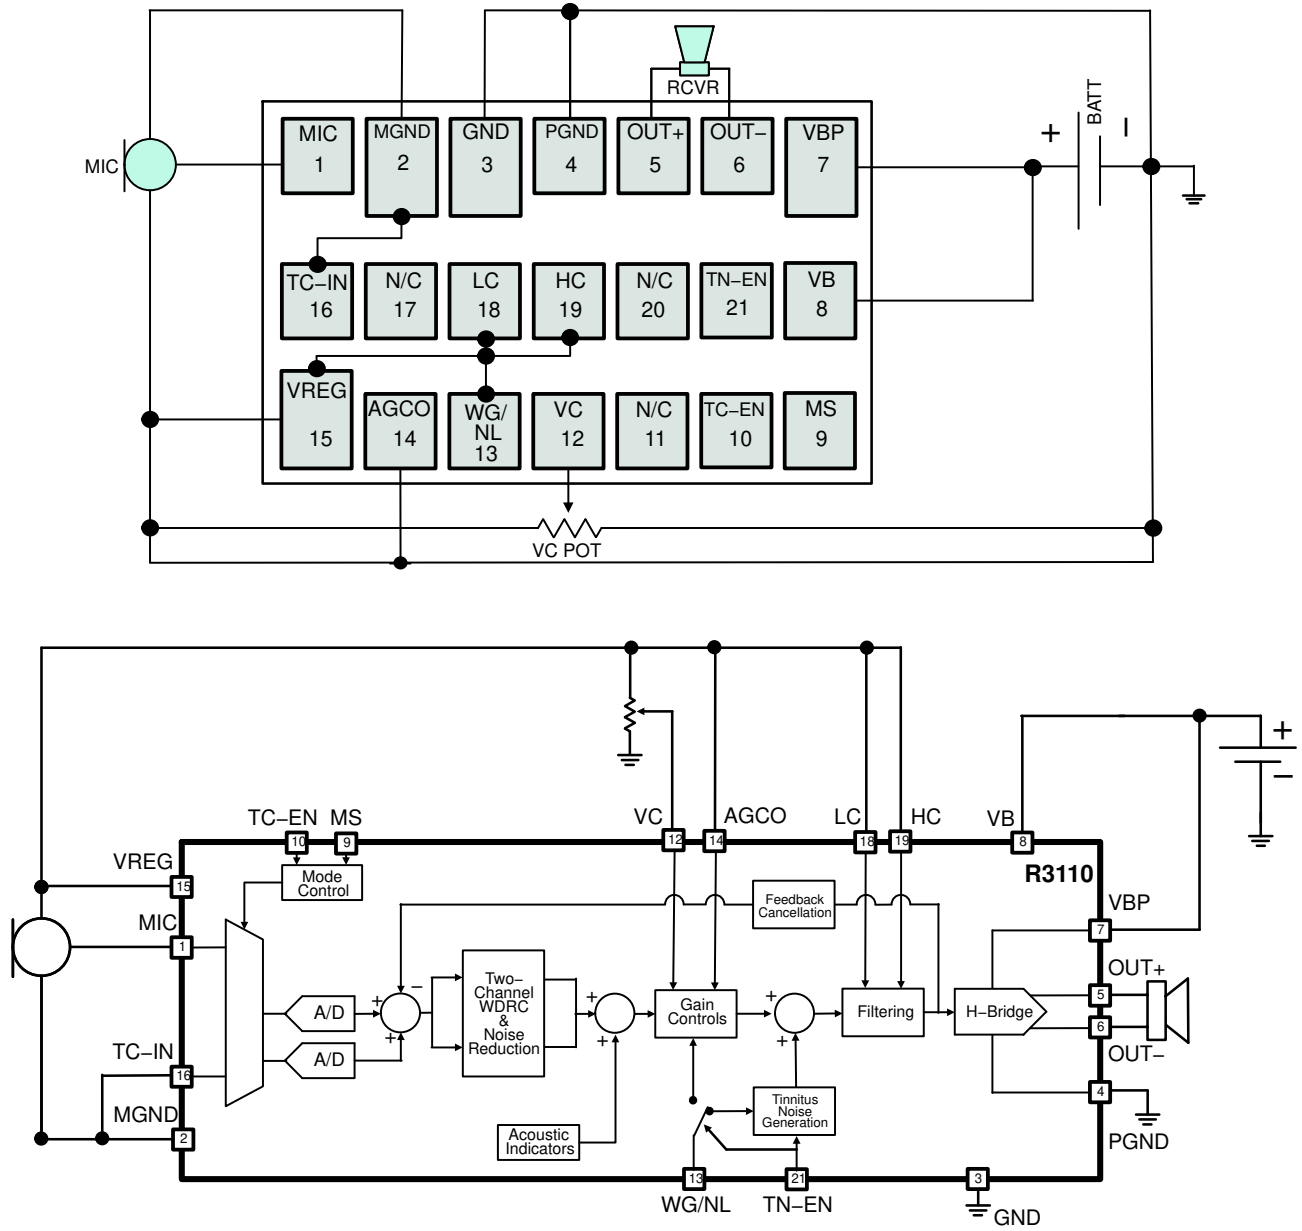 RCVR
BATT
+
–
MIC
MIC
1
MGND
2
GND
3
PGND
4
OUT+
5
OUT–
6
VBP
7
TC–IN
16
N/C
17
LC
18
HC
19
N/C
20
TN–EN
21
VB
8
VREG
15
AGCO
14
WG/
NL
13
VC
12
N/C
11
TC–EN
10
MS
9
VC POT
+
–
TC–EN
10
MS
9
VC
12
AGCO
14
LC
18
HC
19
VB
8
R3110
VREG
15
Mode
Control
Feedback
Cancellation
VBP
7
MIC
1
A/D
A/D
+
–
+
Two–
Channel
WDRC
&
Noise
Reduction
+
+
Gain
Controls
+
+
Filtering
H–Bridge
OUT+
5
6
OUT–
TC–IN
16
MGND
2
4
PGND
Acoustic
Indicators
Tinnitus
Noise
Generation
13
WG/NL
21
TN–EN
3
GND